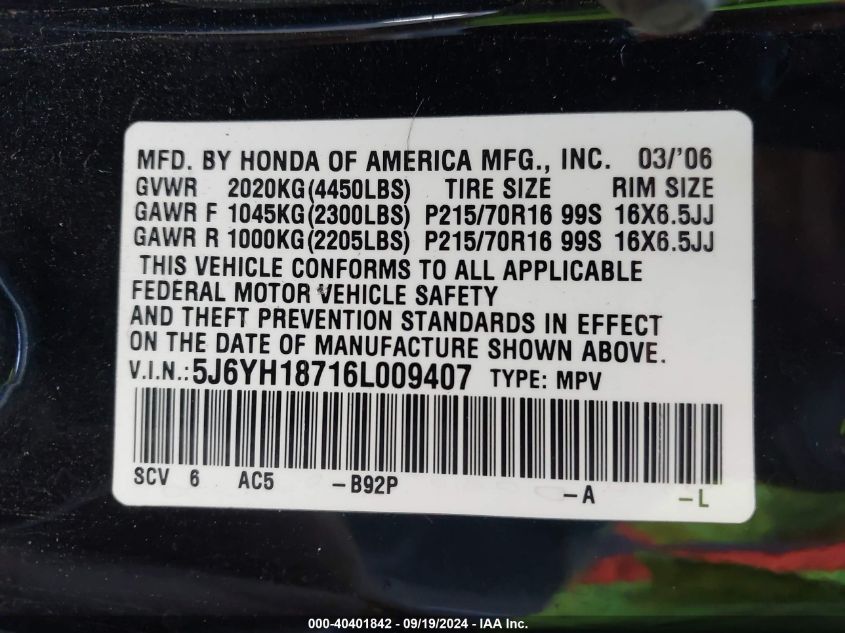 MFD. BY HONDA OF AMERICA MFG., INC. 03/'06
GVWR 2020KG(4450LBS) TIRE SIZE RIM SIZE
GAWR F 1045KG(2300LBS) P215/70R16 99S 16X6.5JJ
GAWR R 1000KG(2205LBS) P215/70R16 99S 16X6.5JJ
THIS VEHICLE CONFORMS TO ALL APPLICABLE
FEDERAL MOTOR VEHICLE SAFETY
AND THEFT PREVENTION STANDARDS IN EFFECT
ON THE DATE OF MANUFACTURE SHOWN ABOVE.
V.I.N.: 5J6YH18716L009407 TYPE: MPV
SCV 6 AC5 -B92P -A -L
000-40401842 - 09/19/2024 - IAA Inc.